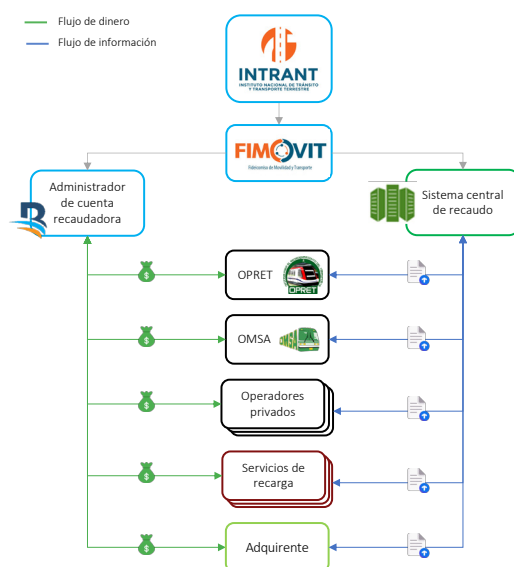 Flujo de dinero
Flujo de información
INTRANT
INSTITUTO NACIONAL DE TRÁNSITO
Y TRANSPORTE TERRESTRE
FIMOVIT
Fideicomiso de Movilidad y Transporte
Administrador
de cuenta
recaudadora
Sistema central
de recaudo
OPRET
OPRET
$
OMSA
$
Operadores
privados
$
Servicios de
recarga
$
Adquirente
$